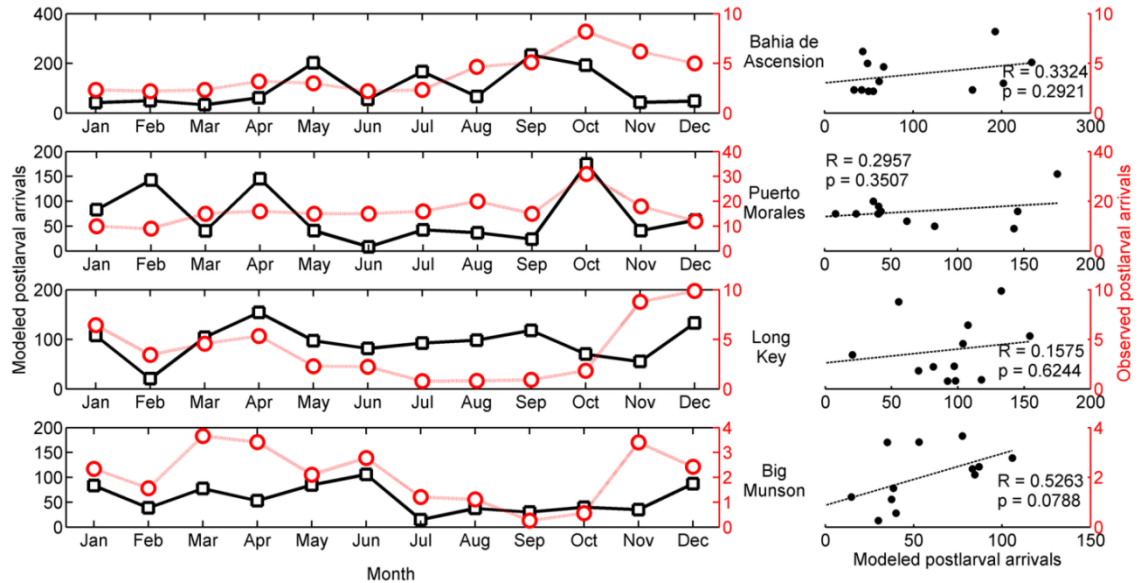 Modeled postlarval arrivals
400
200
0
10
5
0
Jan Feb Mar Apr May Jun Jul Aug Sep Oct Nov Dec
Bahia de
Ascension
10
5
0
R = 0.3324
p = 0.2921
0 100 200 300
200
150
100
50
0
40
30
20
10
0
Jan Feb Mar Apr May Jun Jul Aug Sep Oct Nov Dec
Puerto
Morales
40
20
0
R = 0.2957
p = 0.3507
0 50 100 150 200
200
100
0
10
5
0
Jan Feb Mar Apr May Jun Jul Aug Sep Oct Nov Dec
Long
Key
10
5
0
R = 0.1575
p = 0.6244
0 50 100 150 200
200
150
100
50
0
4
3
2
1
0
Jan Feb Mar Apr May Jun Jul Aug Sep Oct Nov Dec
Month
Big
Munson
4
2
0
R = 0.5263
p = 0.0788
0 50 100 150 200
Modeled postlarval arrivals
Observed postlarval arrivals